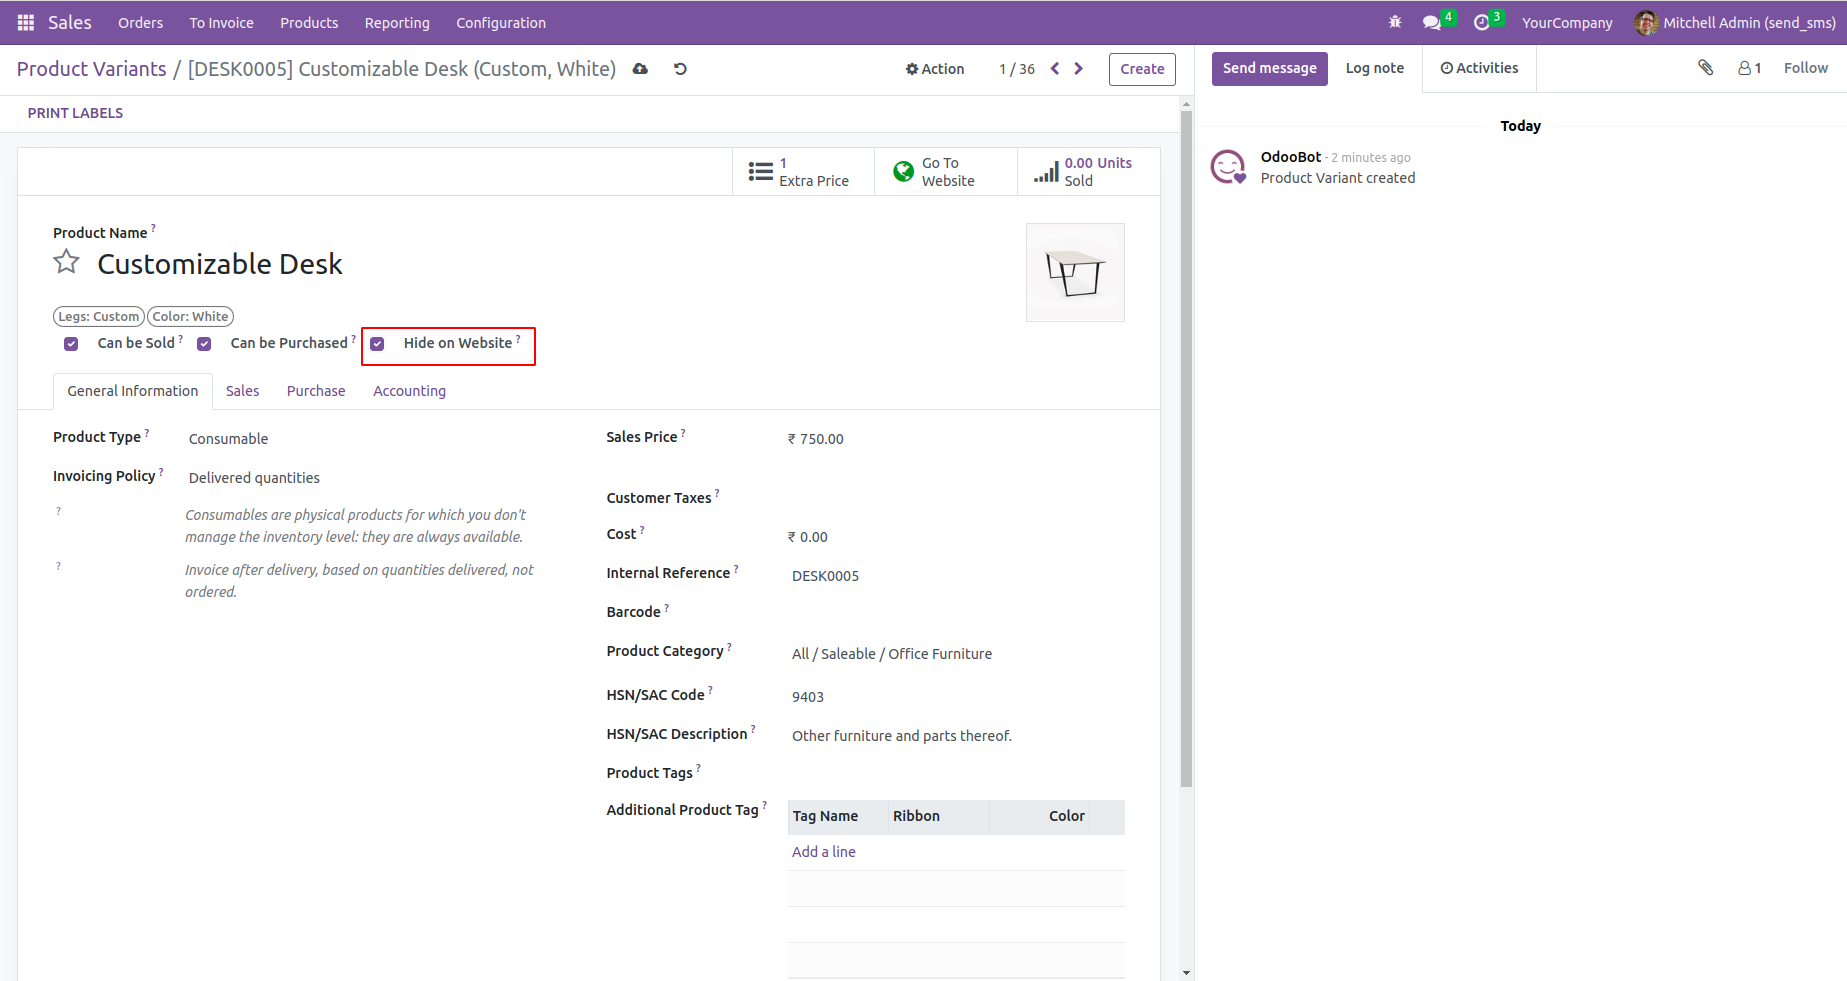 Sales Orders To Invoice Products Reporting Configuration 4 3 YourCompany Mitchell Admin (send_sms)
Product Variants / [DESK0005] Customizable Desk (Custom, White) Action 1 / 36 Create
Send message Log note Activities 1 Follow
PRINT LABELS
Today
OdooBot - 2 minutes ago
Product Variant created
1
Extra Price
Go To
Website
0.00 Units
Sold
Product Name ?
Customizable Desk
Legs: Custom Color: White
Can be Sold ? Can be Purchased ? Hide on Website ?
General Information Sales Purchase Accounting
Product Type ? Consumable
Invoicing Policy ? Delivered quantities
? Consumables are physical products for which you don't
manage the inventory level: they are always available.
? Invoice after delivery, based on quantities delivered, not
ordered.
Sales Price ? ₹ 750.00
Customer Taxes ?
Cost ? ₹ 0.00
Internal Reference ? DESK0005
Barcode ?
Product Category ? All / Saleable / Office Furniture
HSN/SAC Code ? 9403
HSN/SAC Description ? Other furniture and parts thereof.
Product Tags ?
Additional Product Tag ? Tag Name Ribbon Color
Add a line